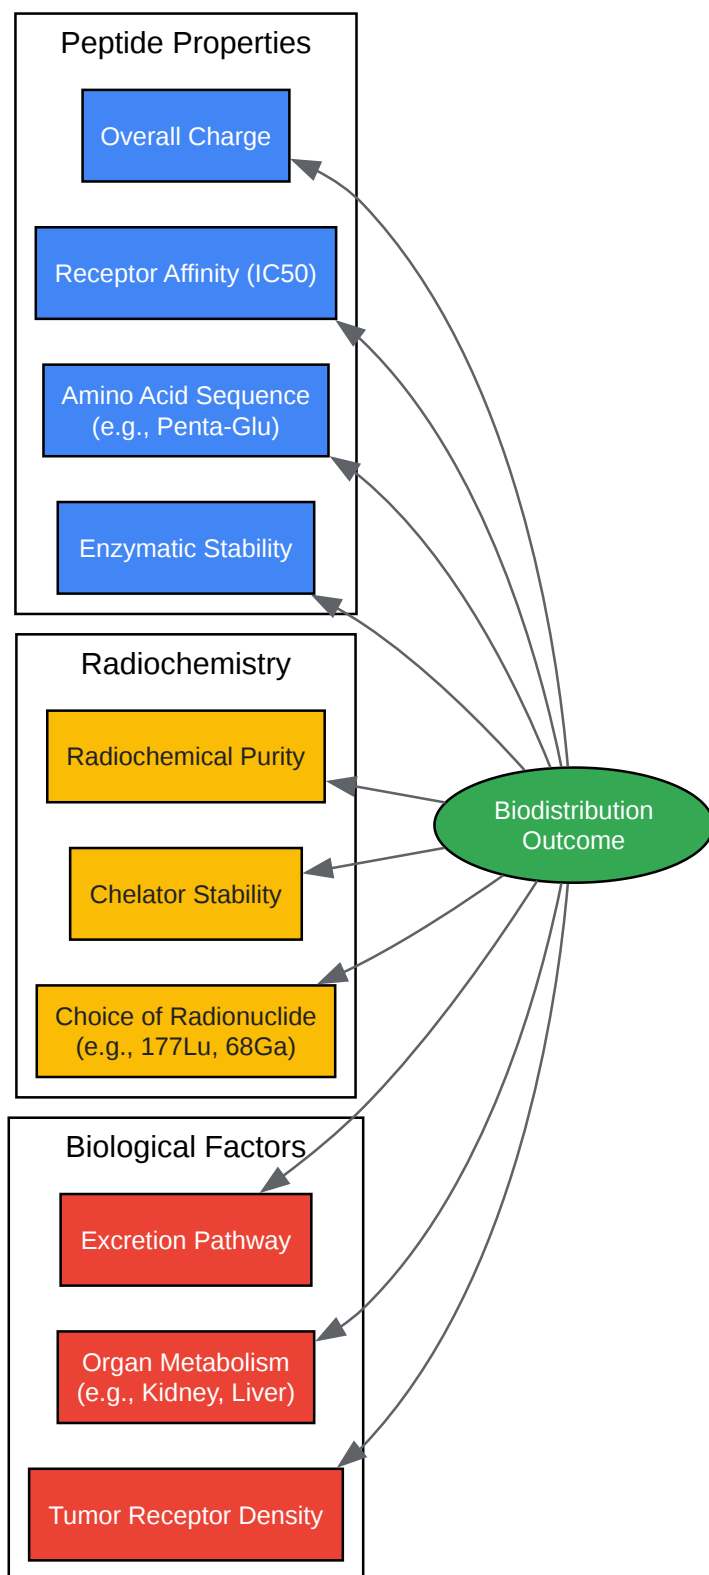 Peptide Properties
Overall Charge
Receptor Affinity (IC50)
Amino Acid Sequence
(e.g., Penta-Glu)
Enzymatic Stability
Radiochemistry
Radiochemical Purity
Chelator Stability
Choice of Radionuclide
(e.g., 177Lu, 68Ga)
Biodistribution
Outcome
Biological Factors
Excretion Pathway
Organ Metabolism
(e.g., Kidney, Liver)
Tumor Receptor Density